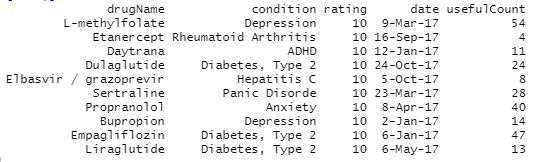 drugName condition rating date usefulCount
L-methylfolate Depression 10 9-Mar-17 54
Etanercept Rheumatoid Arthritis 10 16-Sep-17 4
Daytrana ADHD 10 12-Jan-17 11
Dulaglutide Diabetes, Type 2 10 24-Oct-17 24
Elbasvir / grazoprevir Hepatitis C 10 5-Oct-17 8
Sertraline Panic Disorde 10 23-Mar-17 28
Propranolol Anxiety 10 8-Apr-17 40
Bupropion Depression 10 2-Jan-17 14
Empagliflozin Diabetes, Type 2 10 6-Jan-17 47
Liraglutide Diabetes, Type 2 10 6-May-17 13